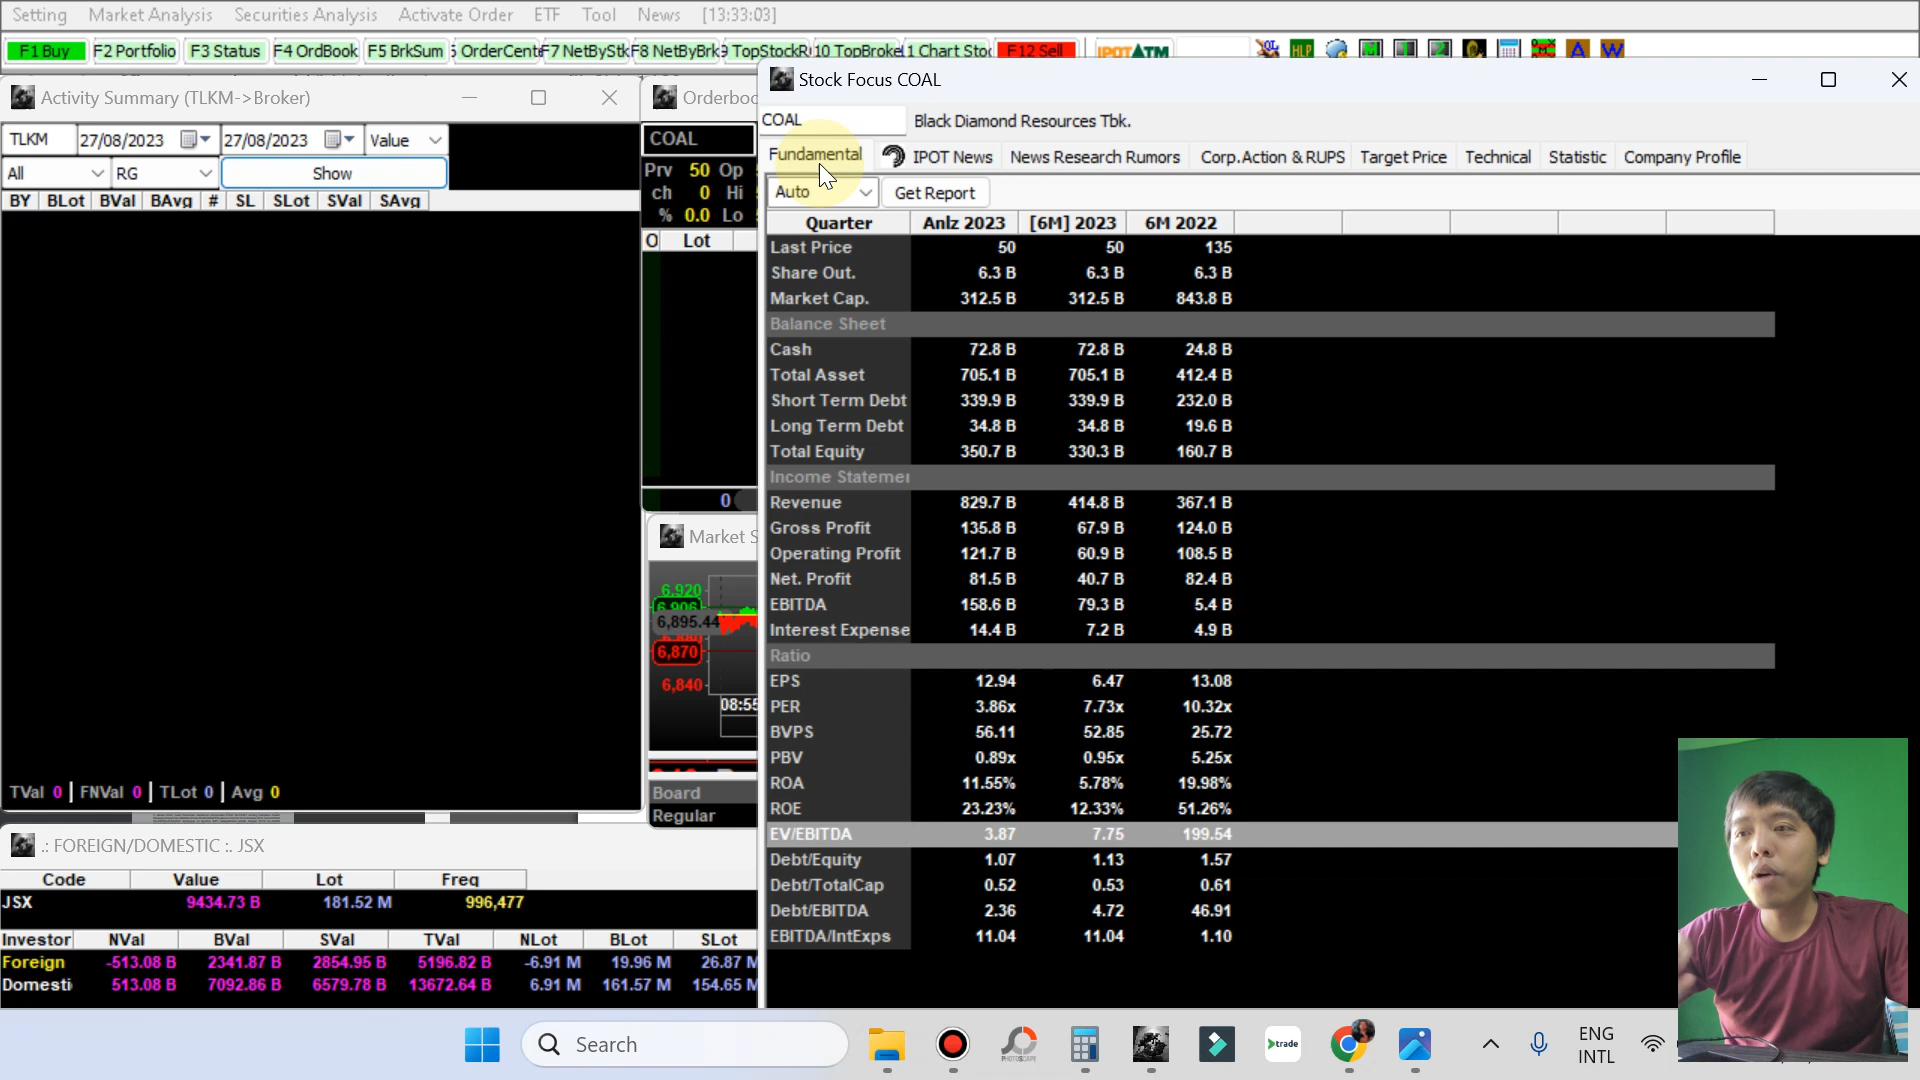 Setting Market Analysis Securities Analysis Activate Order ETF Tool News [13:33:03]
F1 Buy F2 Portfolio F3 Status F4 OrdBook F5 BrkSum OrderCente F7 NetByStk F8 NetByBrk 9 TopStockR 10 TopBroke 1 Chart Stoc F12 Sell IPOTATM
Activity Summary (TLKM->Broker)
TLKM 27/08/2023 27/08/2023 Value
All RG Show
BY BLot BVal BAvg # SL SLot SVal SAvg
TVal 0 | FNVal 0 | TLot 0 | Avg 0
.: FOREIGN/DOMESTIC :. JSX
Code Value Lot Freq
JSX 9434.73 B 181.52 M 996,477
Investor NVal BVal SVal TVal NLot BLot SLot
Foreign -513.08 B 2341.87 B 2854.95 B 5196.82 B -6.91 M 19.96 M 26.87 M
Domesti 513.08 B 7092.86 B 6579.78 B 13672.64 B 6.91 M 161.57 M 154.65 M
Orderboo
COAL
Prv 50 Op
ch 0 Hi
% 0.0 Lo
O Lot
0
Market S
6,920
6,906
6,895.44
6,870
6,840
08:55
Board
Regular
Stock Focus COAL
COAL Black Diamond Resources Tbk.
Fundamental IPOT News News Research Rumors Corp.Action & RUPS Target Price Technical Statistic Company Profile
Auto Get Report
Quarter Anlz 2023 [6M] 2023 6M 2022
Last Price 50 50 135
Share Out. 6.3 B 6.3 B 6.3 B
Market Cap. 312.5 B 312.5 B 843.8 B
Balance Sheet
Cash 72.8 B 72.8 B 24.8 B
Total Asset 705.1 B 705.1 B 412.4 B
Short Term Debt 339.9 B 339.9 B 232.0 B
Long Term Debt 34.8 B 34.8 B 19.6 B
Total Equity 350.7 B 330.3 B 160.7 B
Income Statemer
Revenue 829.7 B 414.8 B 367.1 B
Gross Profit 135.8 B 67.9 B 124.0 B
Operating Profit 121.7 B 60.9 B 108.5 B
Net. Profit 81.5 B 40.7 B 82.4 B
EBITDA 158.6 B 79.3 B 5.4 B
Interest Expense 14.4 B 7.2 B 4.9 B
Ratio
EPS 12.94 6.47 13.08
PER 3.86x 7.73x 10.32x
BVPS 56.11 52.85 25.72
PBV 0.89x 0.95x 5.25x
ROA 11.55% 5.78% 19.98%
ROE 23.23% 12.33% 51.26%
EV/EBITDA 3.87 7.75 199.54
Debt/Equity 1.07 1.13 1.57
Debt/TotalCap 0.52 0.53 0.61
Debt/EBITDA 2.36 4.72 46.91
EBITDA/IntExps 11.04 11.04 1.10
Search
trade
ENG
INTL